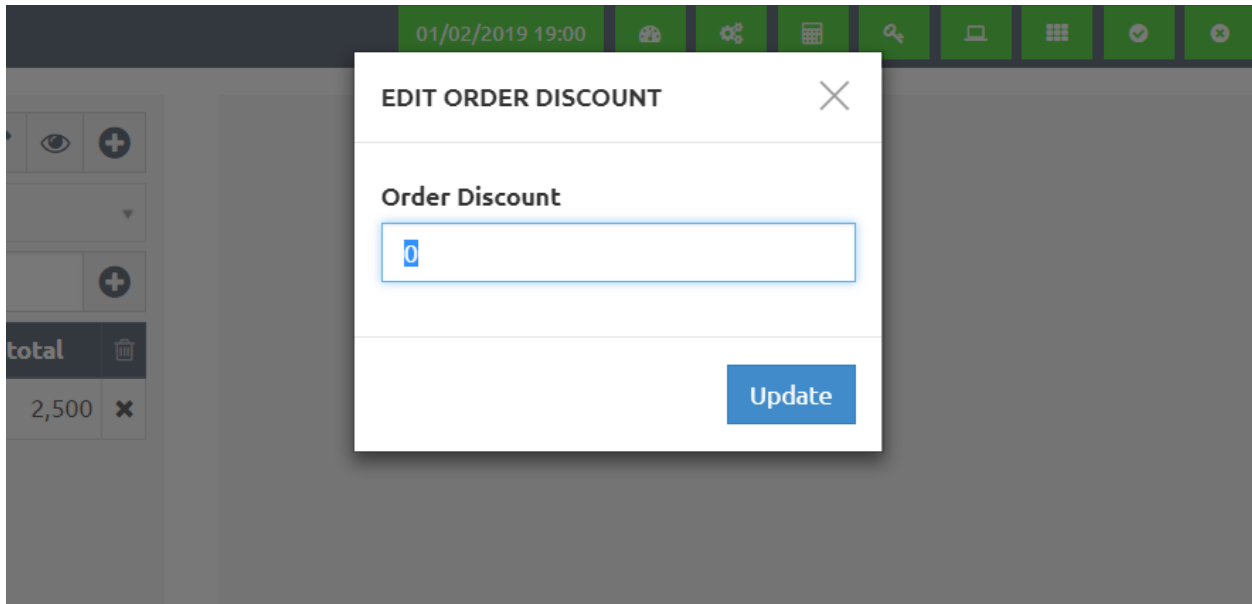 01/02/2019 19:00
EDIT ORDER DISCOUNT
Order Discount
0
total
2,500
Update